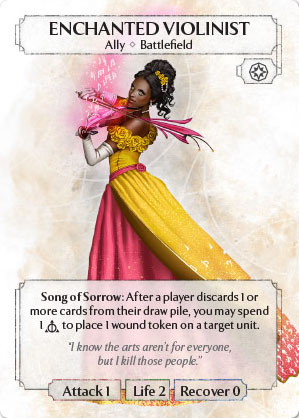 ENCHANTED VIOLINIST
Ally ◇ Battlefield
Song of Sorrow: After a player discards 1 or
more cards from their draw pile, you may spend
1 to place 1 wound token on a target unit.
"I know the arts aren't for everyone,
but I kill those people."
Attack 1 Life 2 Recover 0